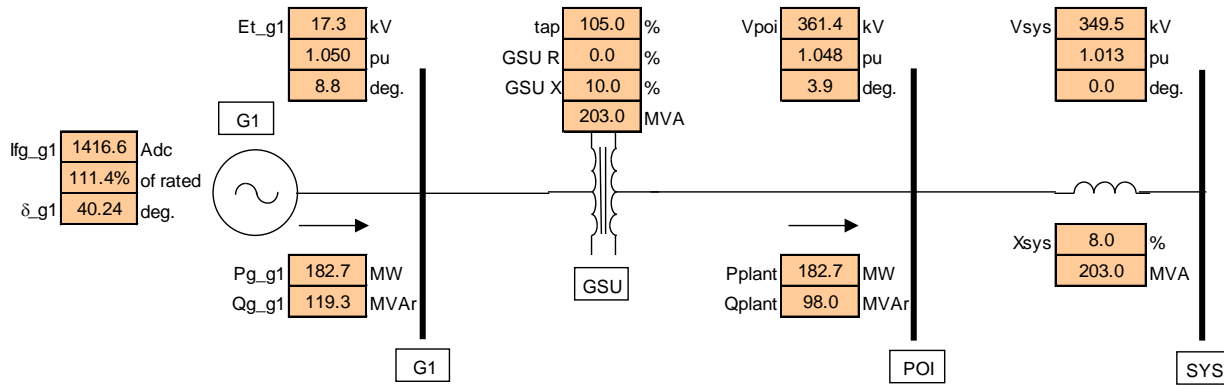 Et_g1 17.3 kV
1.050 pu
8.8 deg.
tap 105.0 %
GSU R 0.0 %
GSU X 10.0 %
203.0 MVA
Vpoi 361.4 kV
1.048 pu
3.9 deg.
Vsys 349.5 kV
1.013 pu
0.0 deg.
G1
Ifg_g1 1416.6 Adc
111.4% of rated
δ_g1 40.24 deg.
Pg_g1 182.7 MW
Qg_g1 119.3 MVAr
GSU
Pplant 182.7 MW
Qplant 98.0 MVAr
Xsys 8.0 %
203.0 MVA
G1
POI
SYS